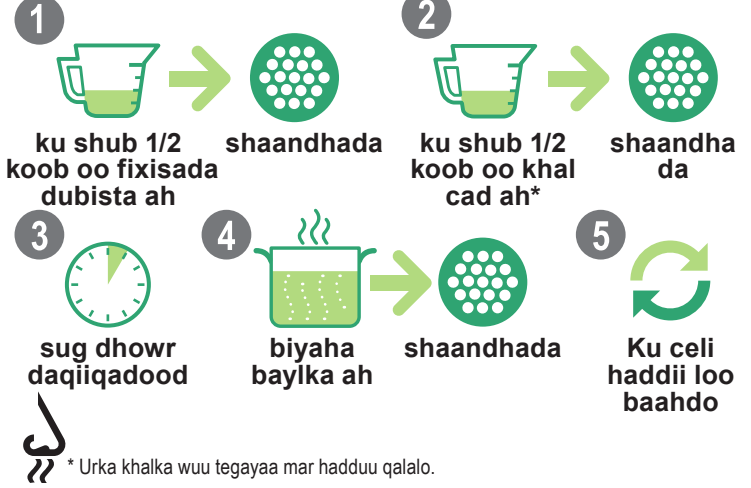 1
ku shub 1/2
koob oo fixisada
dubista ah
shaandhada
2
ku shub 1/2
koob oo khal
cad ah*
shaandha
da
3
sug dhowr
daqiiqadood
4
biyaha
baylka ah
shaandhada
5
Ku celi
haddii loo
baahdo
* Urka khalka wuu tegayaa mar hadduu qalalo.